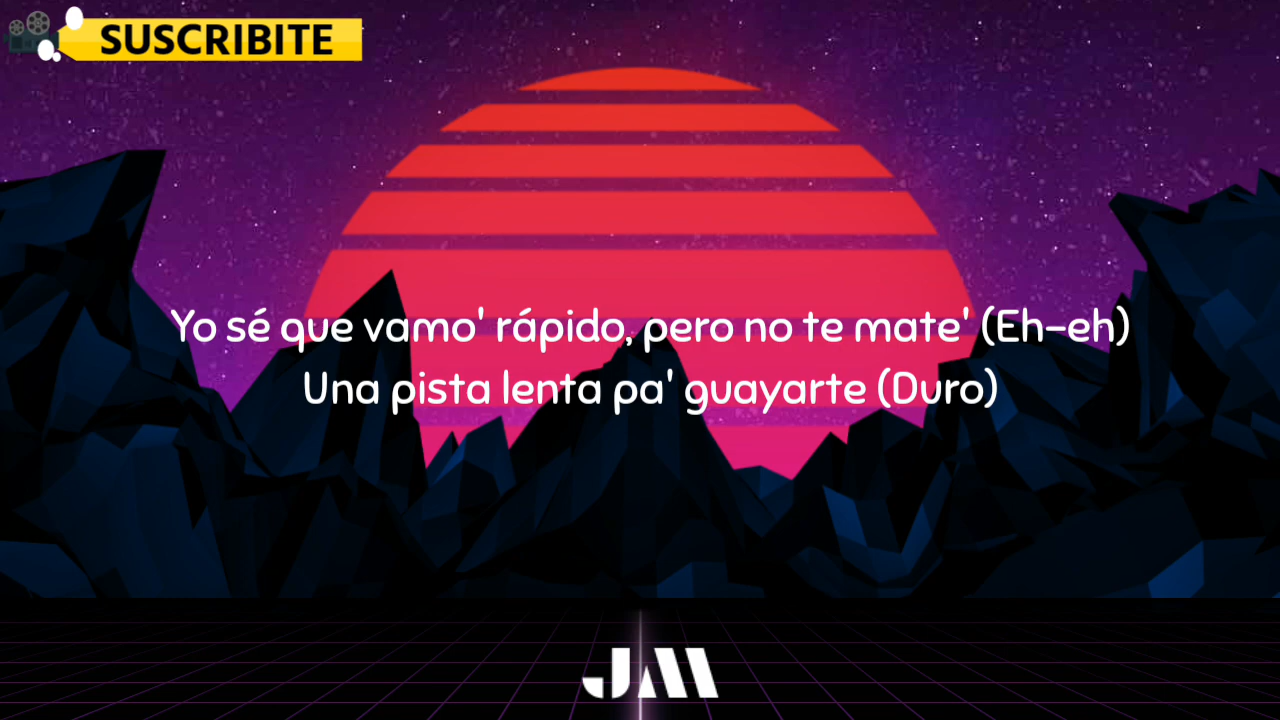 SUSCRIBITE
Yo sé que vamo' rápido, pero no te mate' (Eh-eh)
Una pista lenta pa' guayarte (Duro)
JM